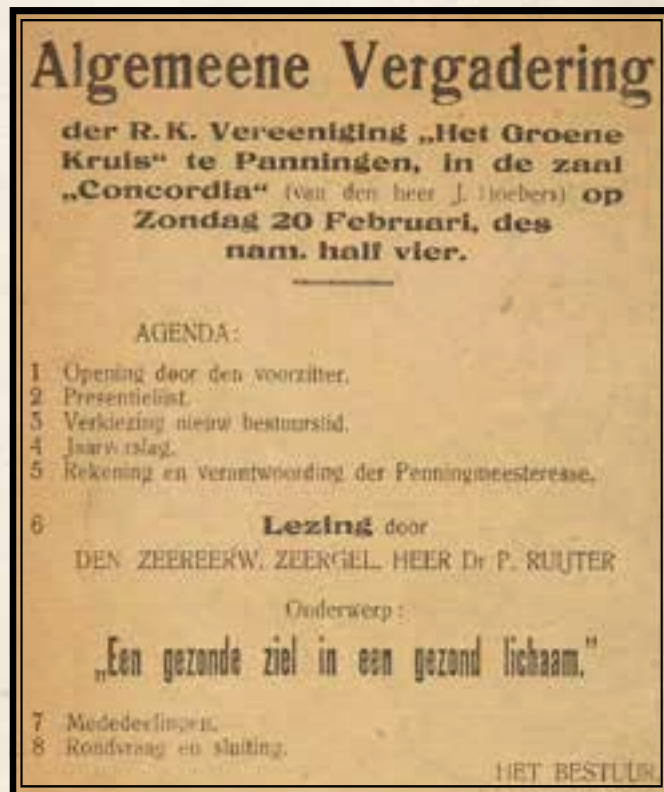 Algemeene Vergadering
der R. K. Vereeniging „Het Groene
Kruis“ te Panningen, in de zaal
„Concordia“ (van den heer J. Hoebers) op
Zondag 20 Februari, des
nam. half vier.
AGENDA:
1 Opening door den voorzitter.
2 Presentielijst.
3 Verkiezing nieuw bestuurslid.
4 Jaarverslag.
5 Rekening en verantwoording der Penningmeesteresse.
6 Lezing door
DEN ZEEREERW. ZEERGEL. HEER Dr P. RUIJTER
Onderwerp:
„Een gezonde ziel in een gezond lichaam.”
7 Mededeelingen.
8 Rondvraag en sluiting.
HET BESTUUR.